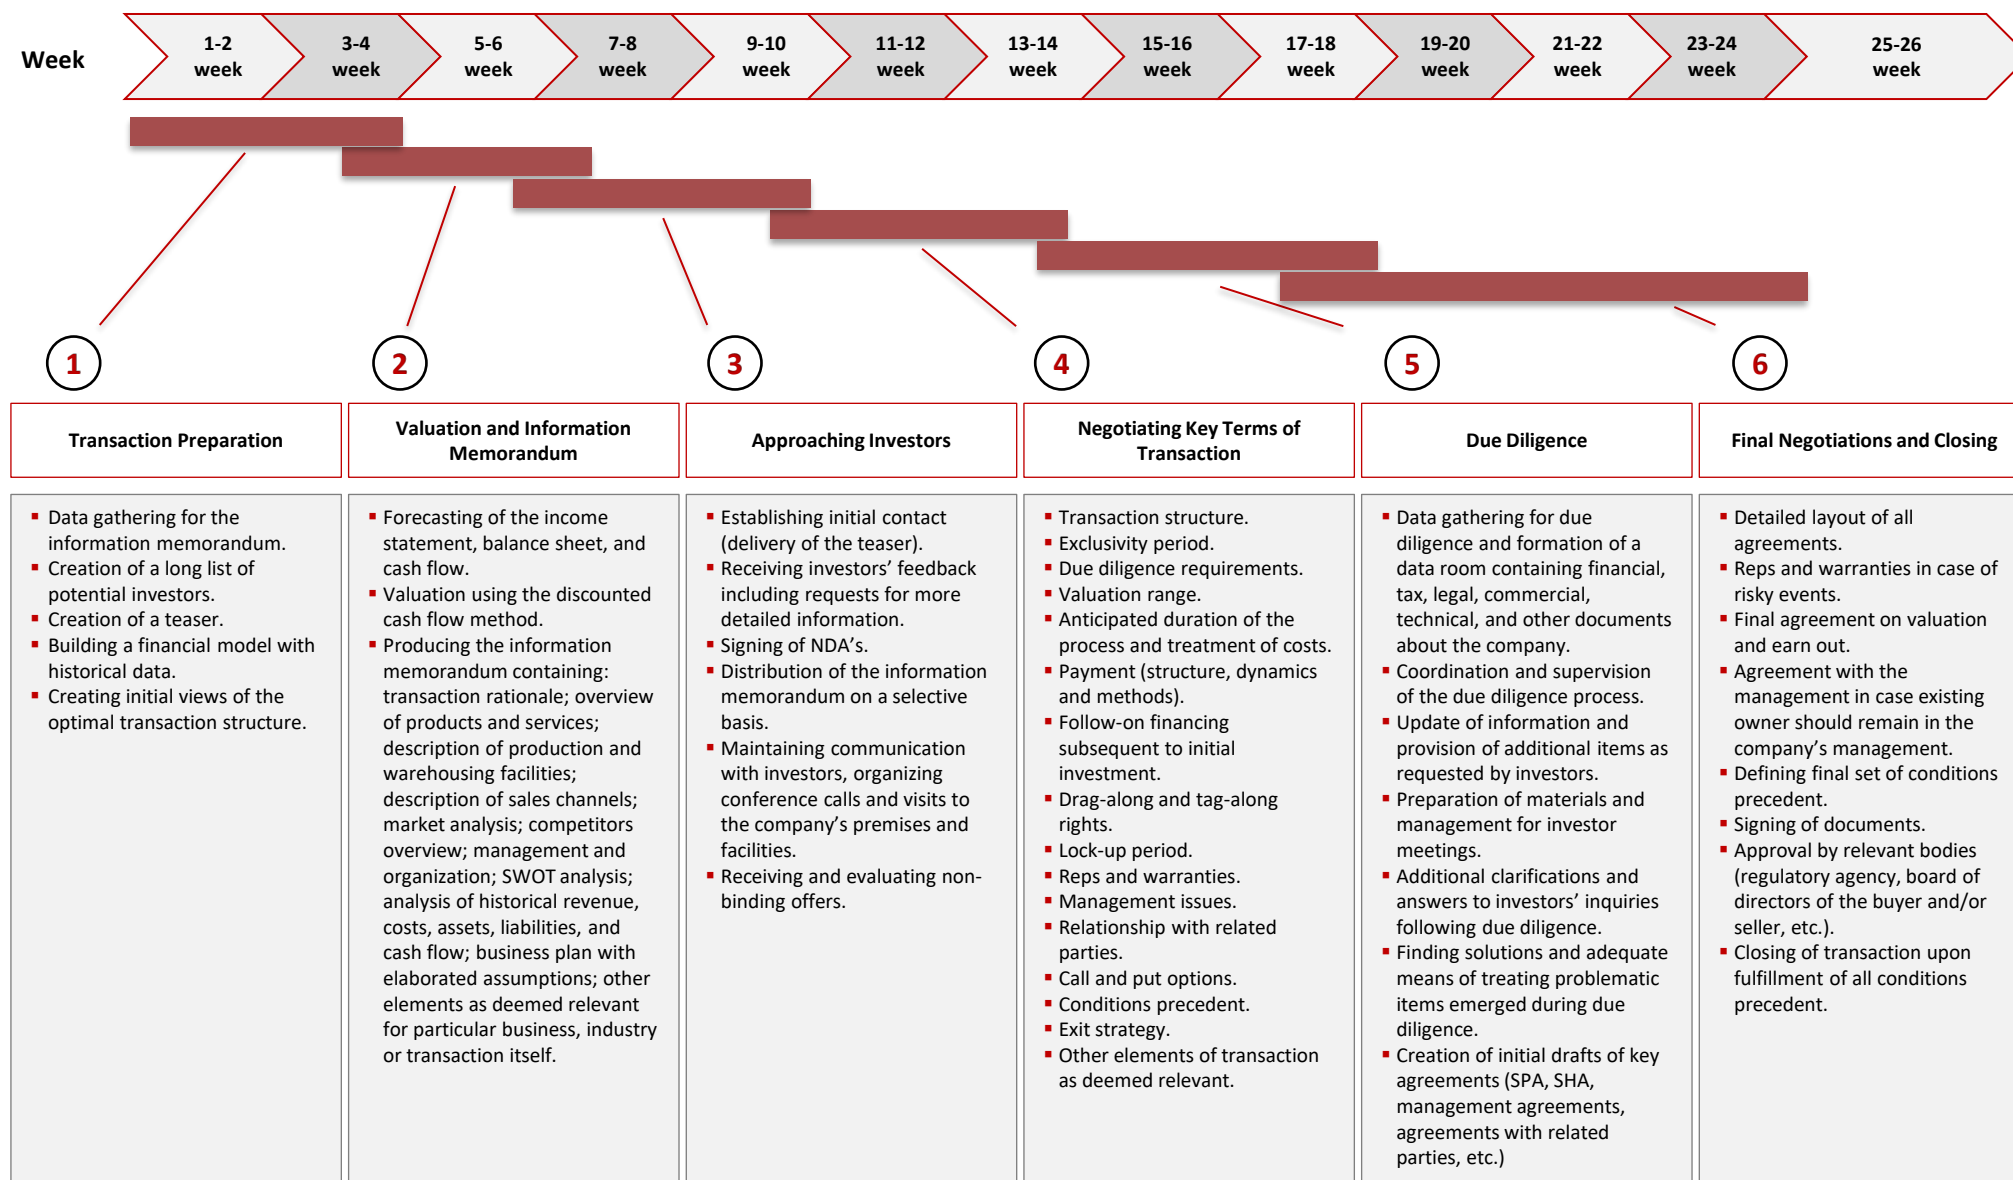 Week
1-2
week
3-4
week
5-6
week
7-8
week
9-10
week
11-12
week
13-14
week
15-16
week
17-18
week
19-20
week
21-22
week
23-24
week
25-26
week
1
2
3
4
5
6
Transaction Preparation
Valuation and Information
Memorandum
Approaching Investors
Negotiating Key Terms of
Transaction
Due Diligence
Final Negotiations and Closing
▪ Data gathering for the
information memorandum.
▪ Creation of a long list of
potential investors.
▪ Creation of a teaser.
▪ Building a financial model with
historical data.
▪ Creating initial views of the
optimal transaction structure.
▪ Forecasting of the income
statement, balance sheet, and
cash flow.
▪ Valuation using the discounted
cash flow method.
▪ Producing the information
memorandum containing:
transaction rationale; overview
of products and services;
description of production and
warehousing facilities;
description of sales channels;
market analysis; competitors
overview; management and
organization; SWOT analysis;
analysis of historical revenue,
costs, assets, liabilities, and
cash flow; business plan with
elaborated assumptions; other
elements as deemed relevant
for particular business, industry
or transaction itself.
▪ Establishing initial contact
(delivery of the teaser).
▪ Receiving investors’ feedback
including requests for more
detailed information.
▪ Signing of NDA’s.
▪ Distribution of the information
memorandum on a selective
basis.
▪ Maintaining communication
with investors, organizing
conference calls and visits to
the company’s premises and
facilities.
▪ Receiving and evaluating non-
binding offers.
▪ Transaction structure.
▪ Exclusivity period.
▪ Due diligence requirements.
▪ Valuation range.
▪ Anticipated duration of the
process and treatment of costs.
▪ Payment (structure, dynamics
and methods).
▪ Follow-on financing
subsequent to initial
investment.
▪ Drag-along and tag-along
rights.
▪ Lock-up period.
▪ Reps and warranties.
▪ Management issues.
▪ Relationship with related
parties.
▪ Call and put options.
▪ Conditions precedent.
▪ Exit strategy.
▪ Other elements of transaction
as deemed relevant.
▪ Data gathering for due
diligence and formation of a
data room containing financial,
tax, legal, commercial,
technical, and other documents
about the company.
▪ Coordination and supervision
of the due diligence process.
▪ Update of information and
provision of additional items as
requested by investors.
▪ Preparation of materials and
management for investor
meetings.
▪ Additional clarifications and
answers to investors’ inquiries
following due diligence.
▪ Finding solutions and adequate
means of treating problematic
items emerged during due
diligence.
▪ Creation of initial drafts of key
agreements (SPA, SHA,
management agreements,
agreements with related
parties, etc.)
▪ Detailed layout of all
agreements.
▪ Reps and warranties in case of
risky events.
▪ Final agreement on valuation
and earn out.
▪ Agreement with the
management in case existing
owner should remain in the
company’s management.
▪ Defining final set of conditions
precedent.
▪ Signing of documents.
▪ Approval by relevant bodies
(regulatory agency, board of
directors of the buyer and/or
seller, etc.).
▪ Closing of transaction upon
fulfillment of all conditions
precedent.